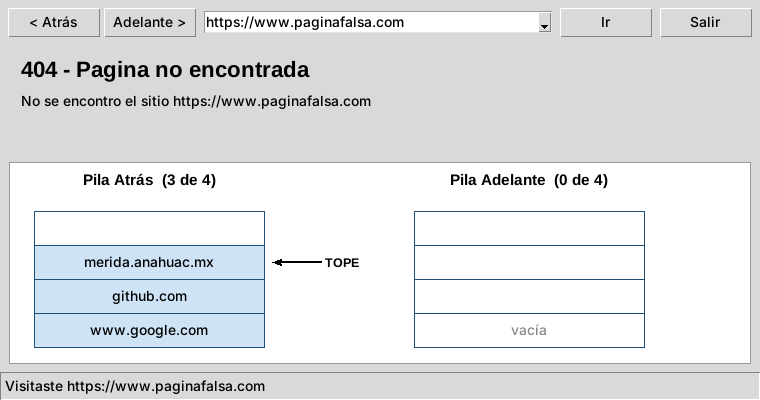 < Atrás Adelante > https://www.paginafalsa.com Ir Salir
404 - Pagina no encontrada
No se encontro el sitio https://www.paginafalsa.com
Pila Atrás (3 de 4) Pila Adelante (0 de 4)
merida.anahuac.mx TOPE
github.com
www.google.com vacía
Visitaste https://www.paginafalsa.com